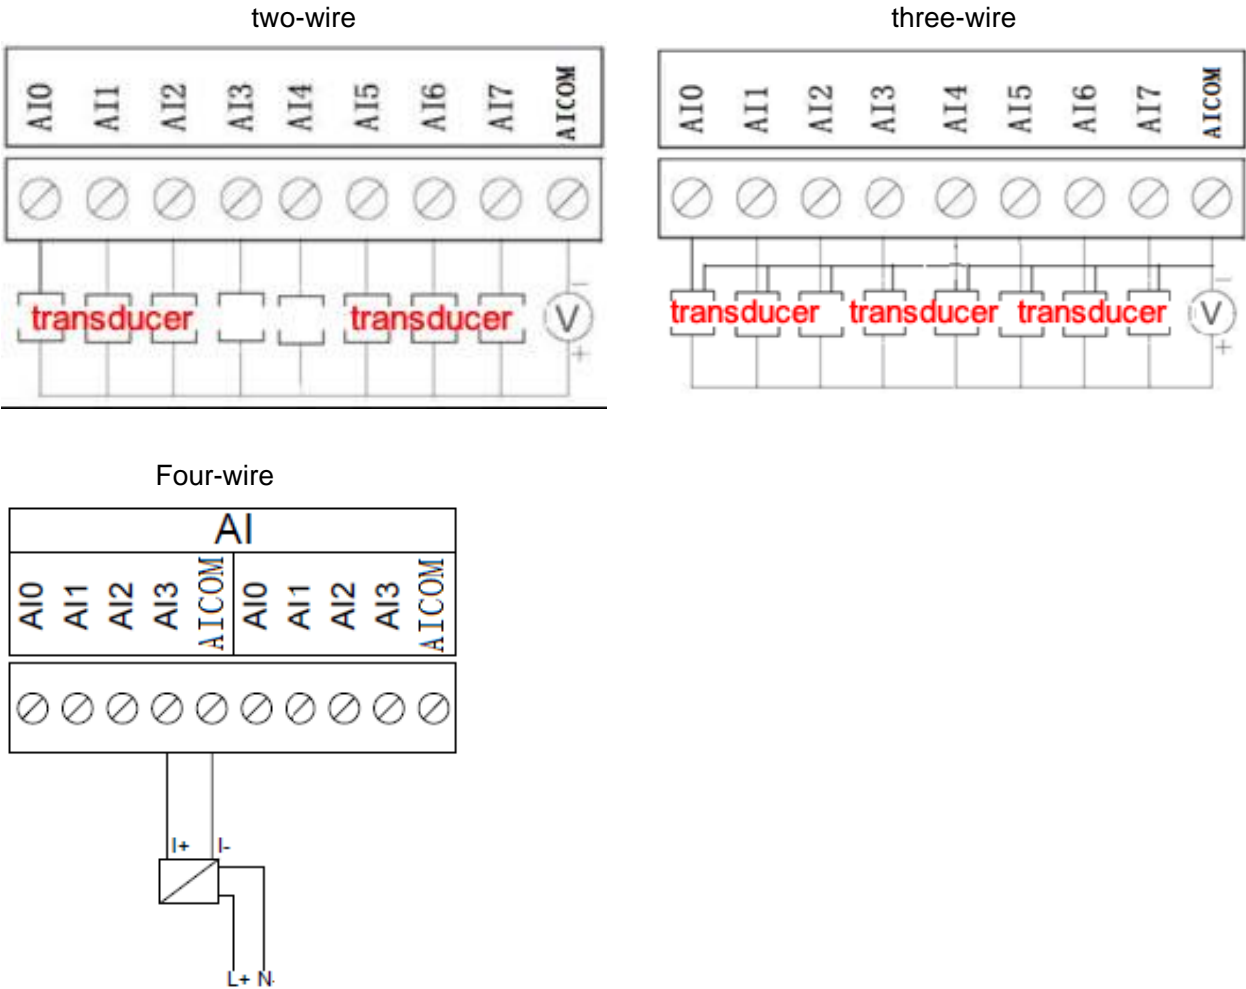 two-wire
three-wire
AI0 AI1 AI2 AI3 AI4 AI5 AI6 AI7 AICOM
AI0 AI1 AI2 AI3 AI4 AI5 AI6 AI7 AICOM
transducer transducer V - +
transducer transducer transducer V - +
Four-wire
AI
AI0 AI1 AI2 AI3 AICOM AI0 AI1 AI2 AI3 AICOM
I+ I-
L+ N-